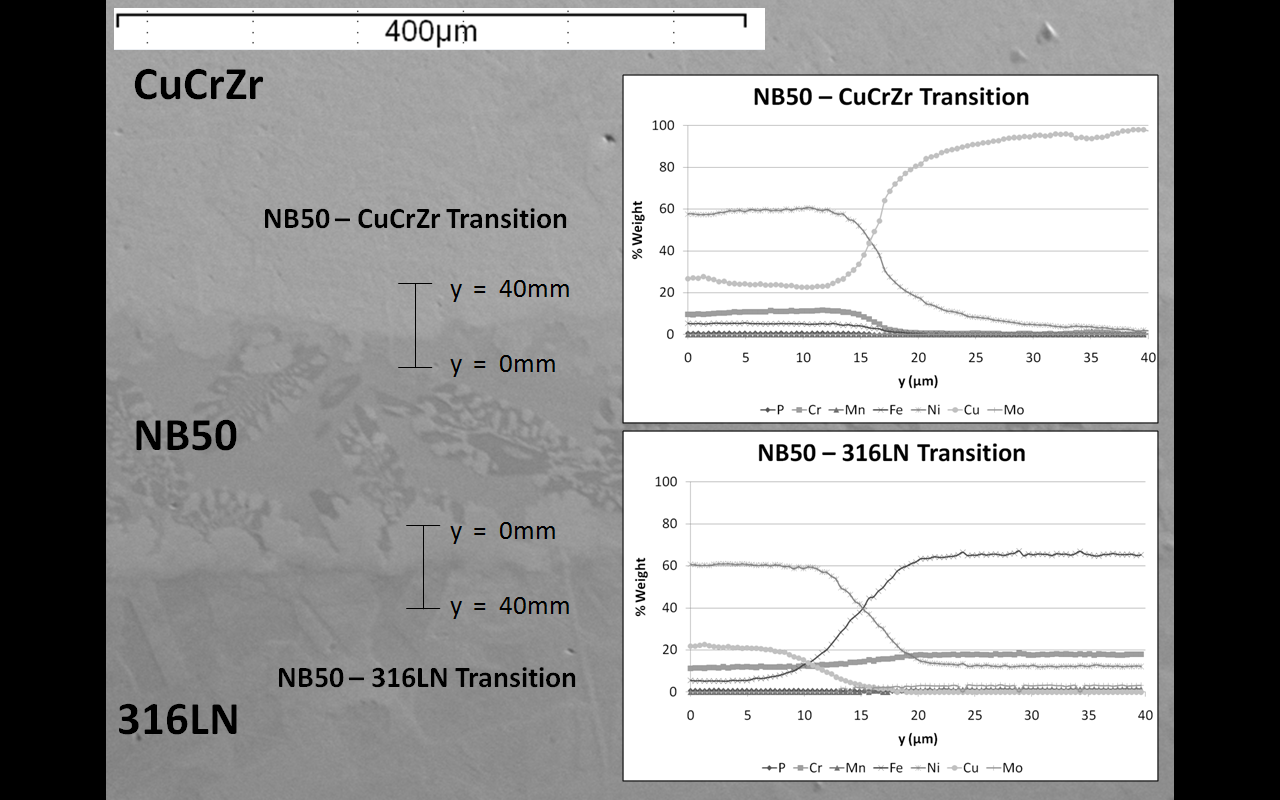 400µm
CuCrZr
NB50 – CuCrZr Transition
y = 40mm
y = 0mm
NB50
y = 0mm
y = 40mm
NB50 – 316LN Transition
316LN
NB50 – CuCrZr Transition
% Weight
100
80
60
40
20
0
0 5 10 15 20 25 30 35 40
y (µm)
P Cr Mn Fe Ni Cu Mo
NB50 – 316LN Transition
% Weight
100
80
60
40
20
0
0 5 10 15 20 25 30 35 40
y (µm)
P Cr Mn Fe Ni Cu Mo